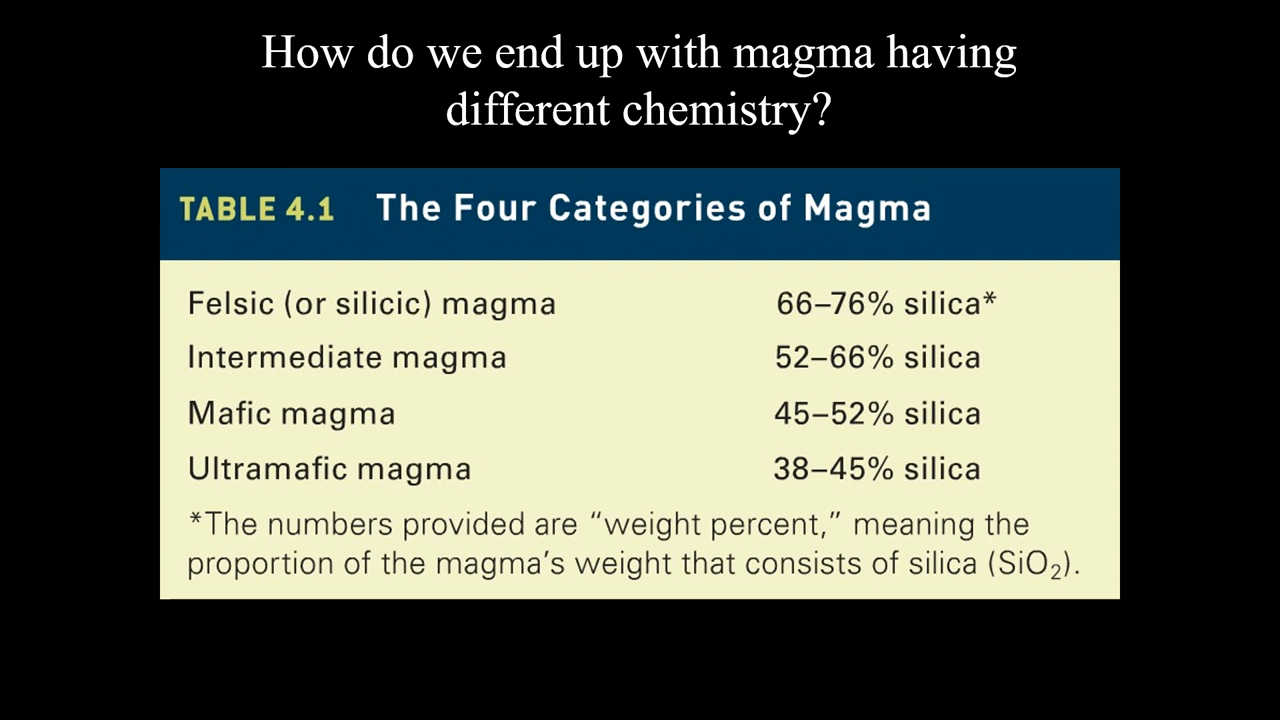 How do we end up with magma having
different chemistry?
TABLE 4.1 The Four Categories of Magma
Felsic (or silicic) magma 66–76% silica*
Intermediate magma 52–66% silica
Mafic magma 45–52% silica
Ultramafic magma 38–45% silica
*The numbers provided are “weight percent,” meaning the
proportion of the magma’s weight that consists of silica (SiO₂).